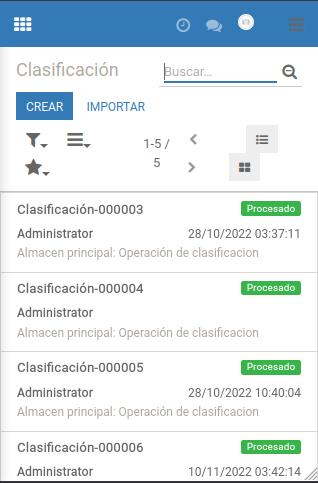 Clasificación
Buscar...
CREAR IMPORTAR
1-5 /
5
Clasificación-000003 Procesado
Administrator 28/10/2022 03:37:11
Almacen principal: Operación de clasificacion
Clasificación-000004 Procesado
Administrator
Almacen principal: Operación de clasificacion
Clasificación-000005 Procesado
Administrator 28/10/2022 10:40:04
Almacen principal: Operación de clasificacion
Clasificación-000006 Procesado
Administrator 10/11/2022 03:42:14